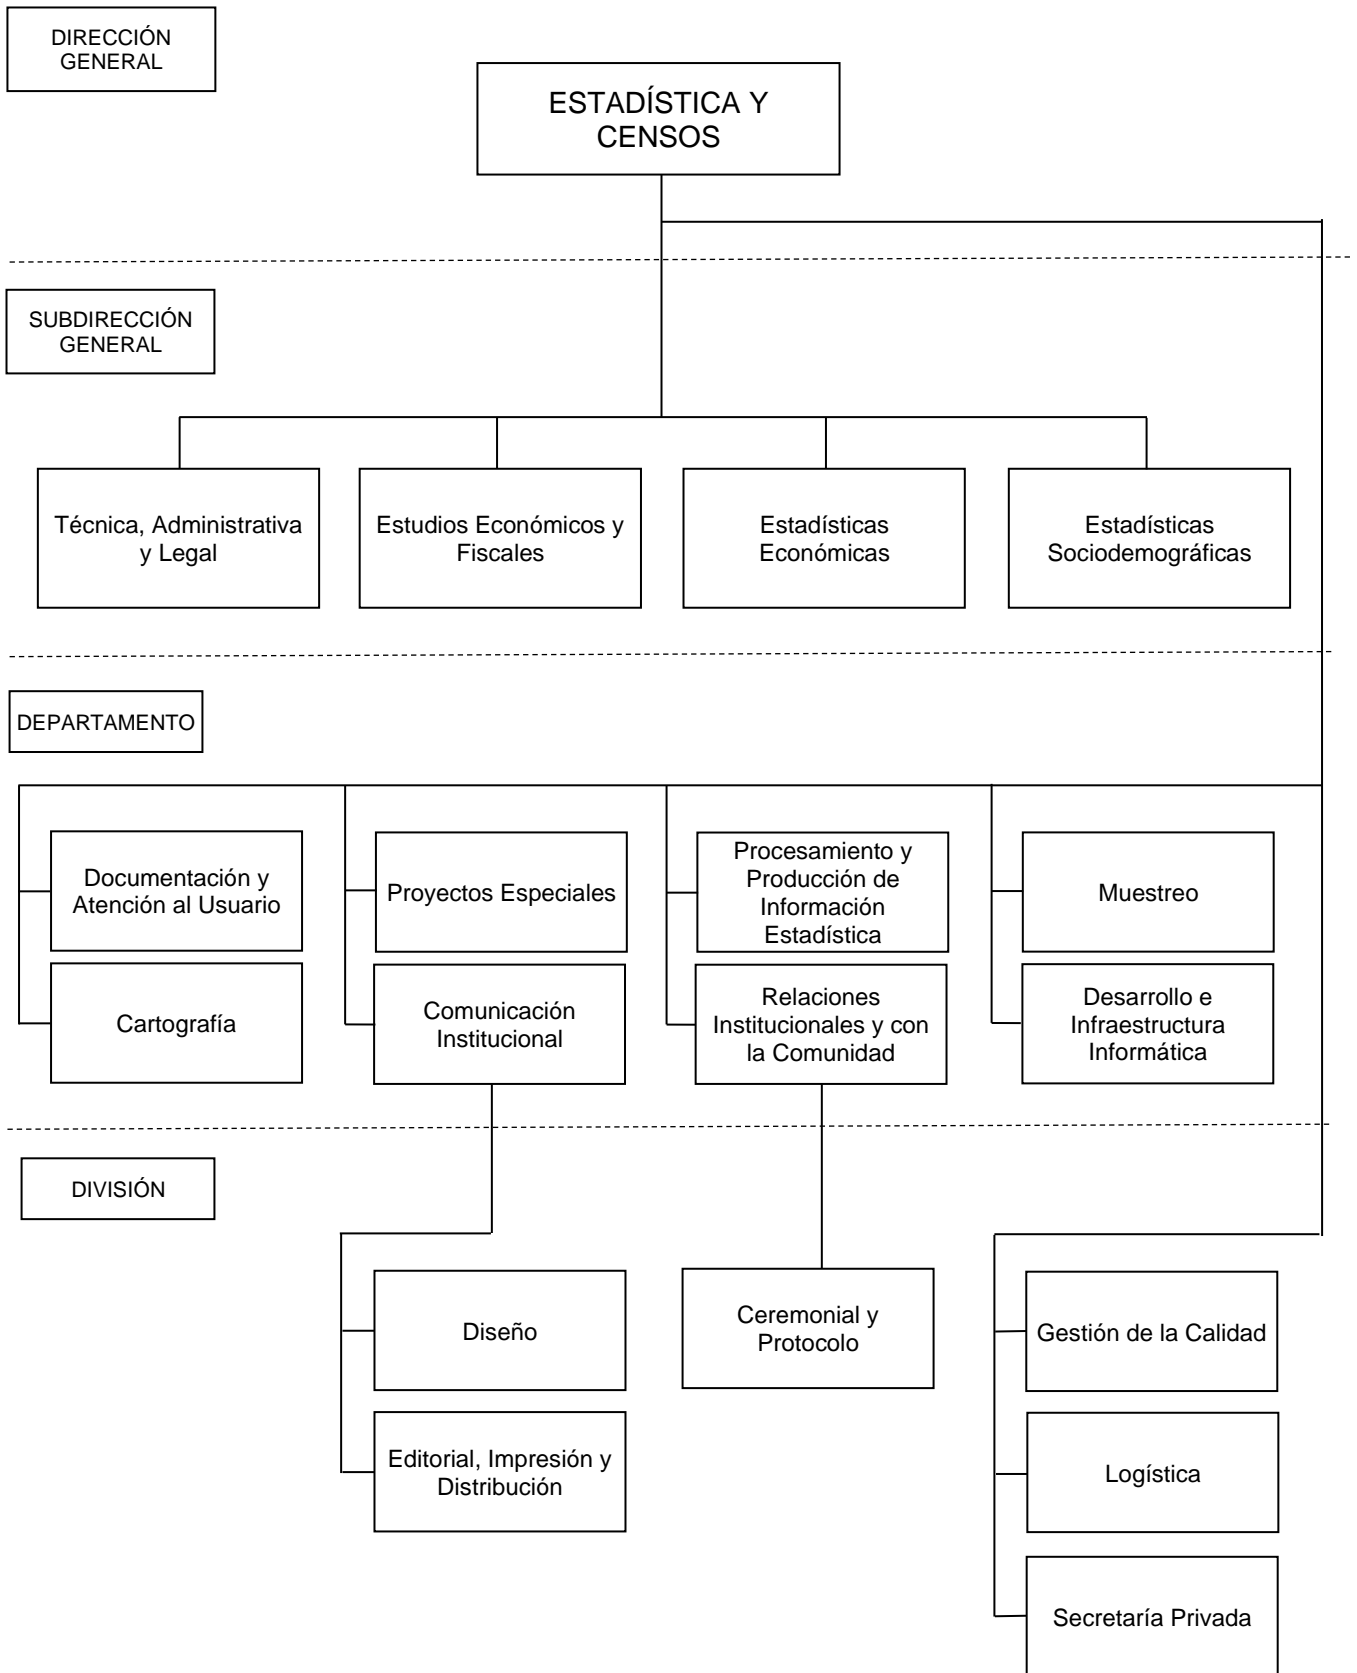 DIRECCIÓN
GENERAL
ESTADÍSTICA Y
CENSOS
SUBDIRECCIÓN
GENERAL
Técnica, Administrativa
y Legal
Estudios Económicos y
Fiscales
Estadísticas
Económicas
Estadísticas
Sociodemográficas
DEPARTAMENTO
Documentación y
Atención al Usuario
Proyectos Especiales
Procesamiento y
Producción de
Información
Estadística
Muestreo
Cartografía
Comunicación
Institucional
Relaciones
Institucionales y con
la Comunidad
Desarrollo e
Infraestructura
Informática
DIVISIÓN
Diseño
Ceremonial y
Protocolo
Gestión de la Calidad
Editorial, Impresión y
Distribución
Logística
Secretaría Privada